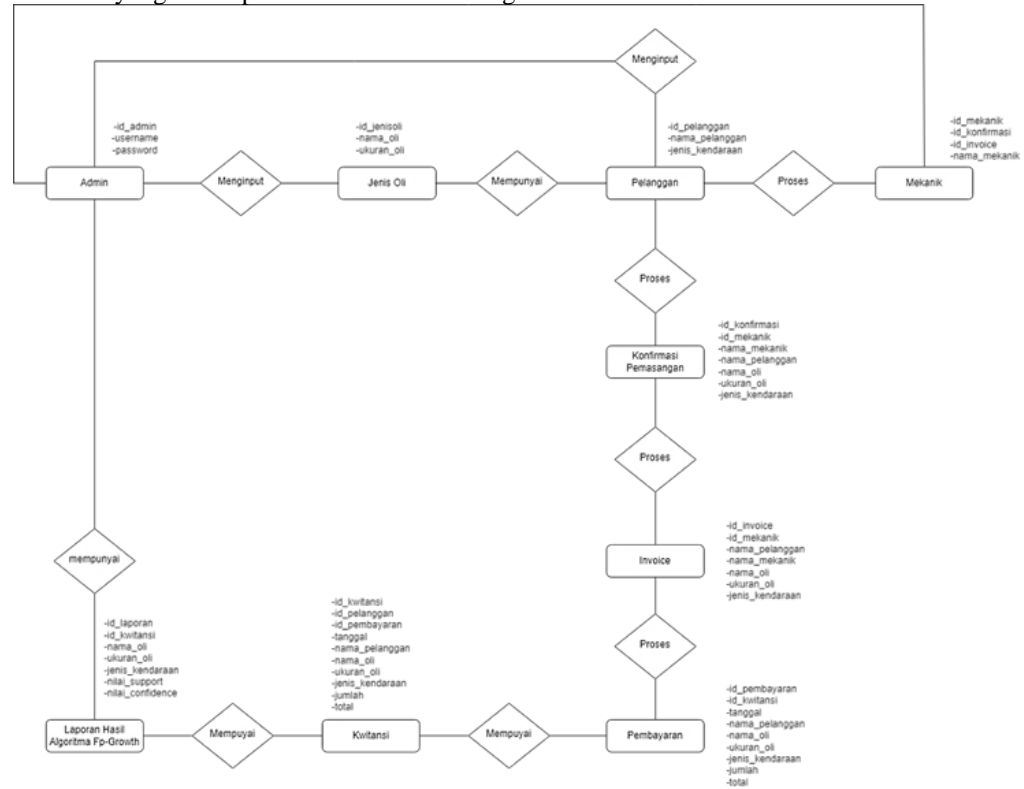 Menginput
-id_admin
-username
-password
-id_jenisoli
-nama_oli
-ukuran_oli
-id_pelanggan
-nama_pelanggan
-jenis_kendaraan
-id_mekanik
-id_konfirmasi
-id_invoice
-nama_mekanik
Admin
Menginput
Jenis Oli
Mempunyai
Pelanggan
Proses
Mekanik
Proses
Konfirmasi
Pemasangan
-id_konfirmasi
-id_mekanik
-nama_mekanik
-nama_pelanggan
-nama_oli
-ukuran_oli
-jenis_kendaraan
Proses
Invoice
-id_invoice
-id_mekanik
-nama_pelanggan
-nama_mekanik
-nama_oli
-ukuran_oli
-jenis_kendaraan
mempunyai
Proses
-id_laporan
-id_kwitansi
-nama_oli
-ukuran_oli
-jenis_kendaraan
-nilai_support
-nilai_confidence
-id_kwitansi
-id_pelanggan
-id_pembayaran
-tanggal
-nama_pelanggan
-nama_oli
-ukuran_oli
-jenis_kendaraan
-jumlah
-total
Laporan Hasil
Algoritma Fp-Growth
Mempuyai
Kwitansi
Mempuyai
Pembayaran
-id_pembayaran
-id_kwitansi
-tanggal
-nama_pelanggan
-nama_oli
-ukuran_oli
-jenis_kendaraan
-jumlah
-total